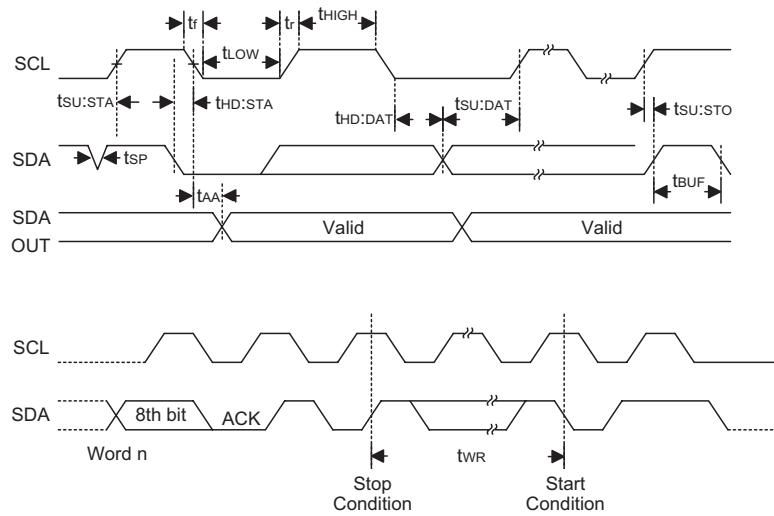 tf
tr
tHIGH
SCL
tLOW
tSU:STA
tHD:STA
tHD:DAT
tSU:DAT
tSU:STO
SDA
tSP
tBUF
tAA
SDA
OUT
Valid
Valid
SCL
SDA
8th bit
ACK
Word n
tWR
Stop
Condition
Start
Condition